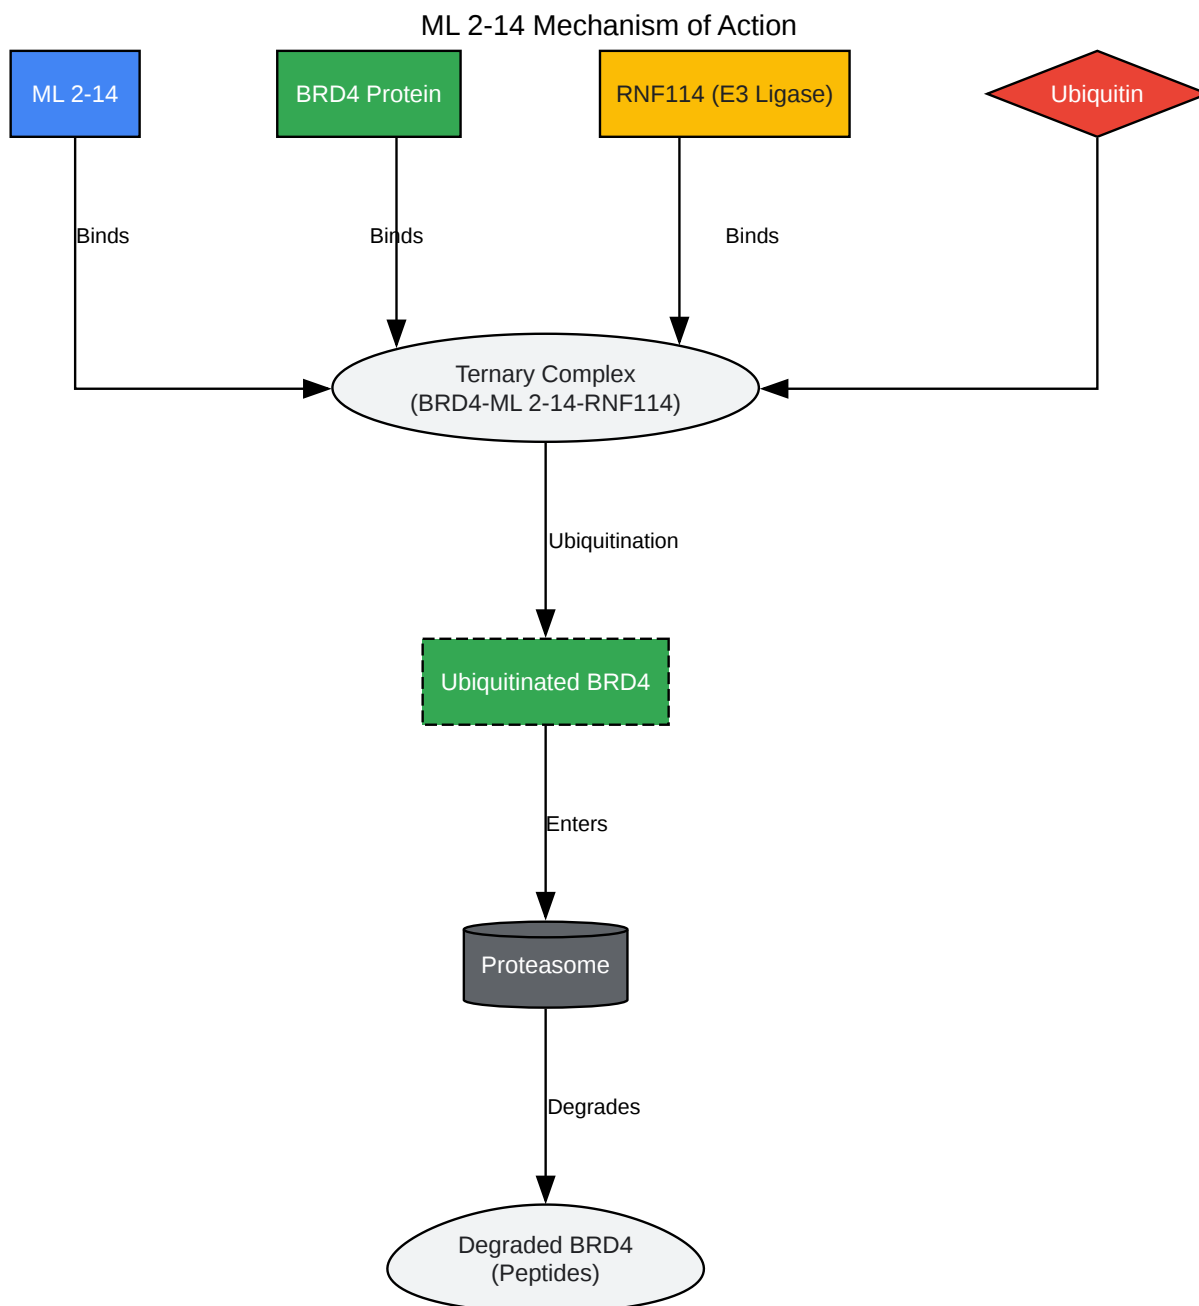 ML 2-14 Mechanism of Action
ML 2-14
BRD4 Protein
RNF114 (E3 Ligase)
Ubiquitin
Binds
Binds
Binds
Ternary Complex
(BRD4-ML 2-14-RNF114)
Ubiquitination
Ubiquitinated BRD4
Enters
Proteasome
Degrades
Degraded BRD4
(Peptides)